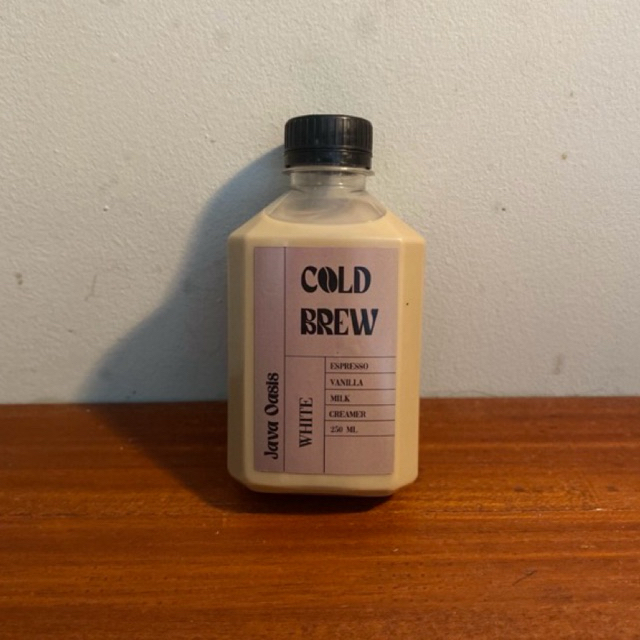 COLD
BREW
Java Oasis
WHITE
ESPRESSO
VANILLA
MILK
CREAMER
250 ML